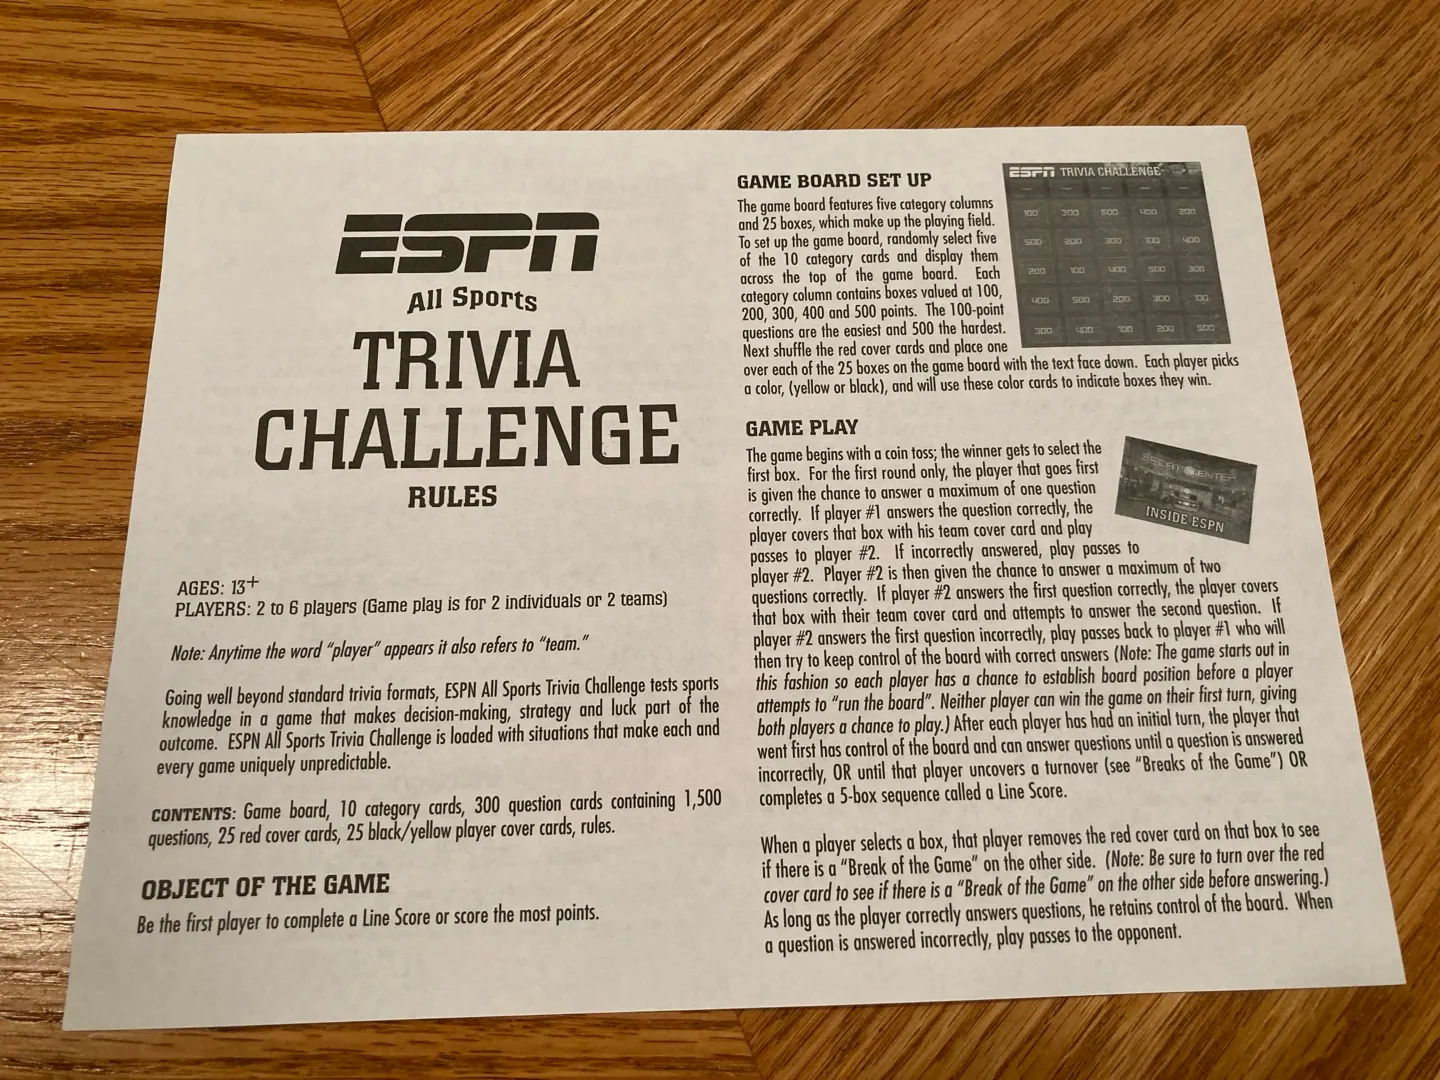 ESPN
All Sports
TRIVIA
CHALLENGE
RULES
AGES: 13+
PLAYERS: 2 to 6 players (Game play is for 2 individuals or 2 teams)
Note: Anytime the word “player” appears it also refers to “team.”
Going well beyond standard trivia formats, ESPN All Sports Trivia Challenge tests sports
knowledge in a game that makes decision-making, strategy and luck part of the
outcome. ESPN All Sports Trivia Challenge is loaded with situations that make each and
every game uniquely unpredictable.
CONTENTS: Game board, 10 category cards, 300 question cards containing 1,500
questions, 25 red cover cards, 25 black/yellow player cover cards, rules.
OBJECT OF THE GAME
Be the first player to complete a Line Score or score the most points.
GAME BOARD SET UP
The game board features five category columns
and 25 boxes, which make up the playing field.
To set up the game board, randomly select five
of the 10 category cards and display them
across the top of the game board. Each
category column contains boxes valued at 100,
200, 300, 400 and 500 points. The 100-point
questions are the easiest and 500 the hardest.
Next shuffle the red cover cards and place one
over each of the 25 boxes on the game board with the text face down. Each player picks
a color, (yellow or black), and will use these color cards to indicate boxes they win.
ESPN TRIVIA CHALLENGE
100 300 500 400 200
500 200 300 100 400
200 100 400 500 300
400 500 200 300 100
300 400 100 200 500
GAME PLAY
The game begins with a coin toss; the winner gets to select the
first box. For the first round only, the player that goes first
is given the chance to answer a maximum of one question
correctly. If player #1 answers the question correctly, the
player covers that box with his team cover card and play
passes to player #2. If incorrectly answered, play passes to
player #2. Player #2 is then given the chance to answer a maximum of two
questions correctly. If player #2 answers the first question correctly, the player covers
that box with their team cover card and attempts to answer the second question. If
player #2 answers the first question incorrectly, play passes back to player #1 who will
then try to keep control of the board with correct answers (Note: The game starts out in
this fashion so each player has a chance to establish board position before a player
attempts to “run the board”. Neither player can win the game on their first turn, giving
both players a chance to play.) After each player has had an initial turn, the player that
went first has control of the board and can answer questions until a question is answered
incorrectly, OR until that player uncovers a turnover (see “Breaks of the Game”) OR
completes a 5-box sequence called a Line Score.
SPORTSCENTER
INSIDE ESPN
When a player selects a box, that player removes the red cover card on that box to see
if there is a “Break of the Game” on the other side. (Note: Be sure to turn over the red
cover card to see if there is a “Break of the Game” on the other side before answering.)
As long as the player correctly answers questions, he retains control of the board. When
a question is answered incorrectly, play passes to the opponent.